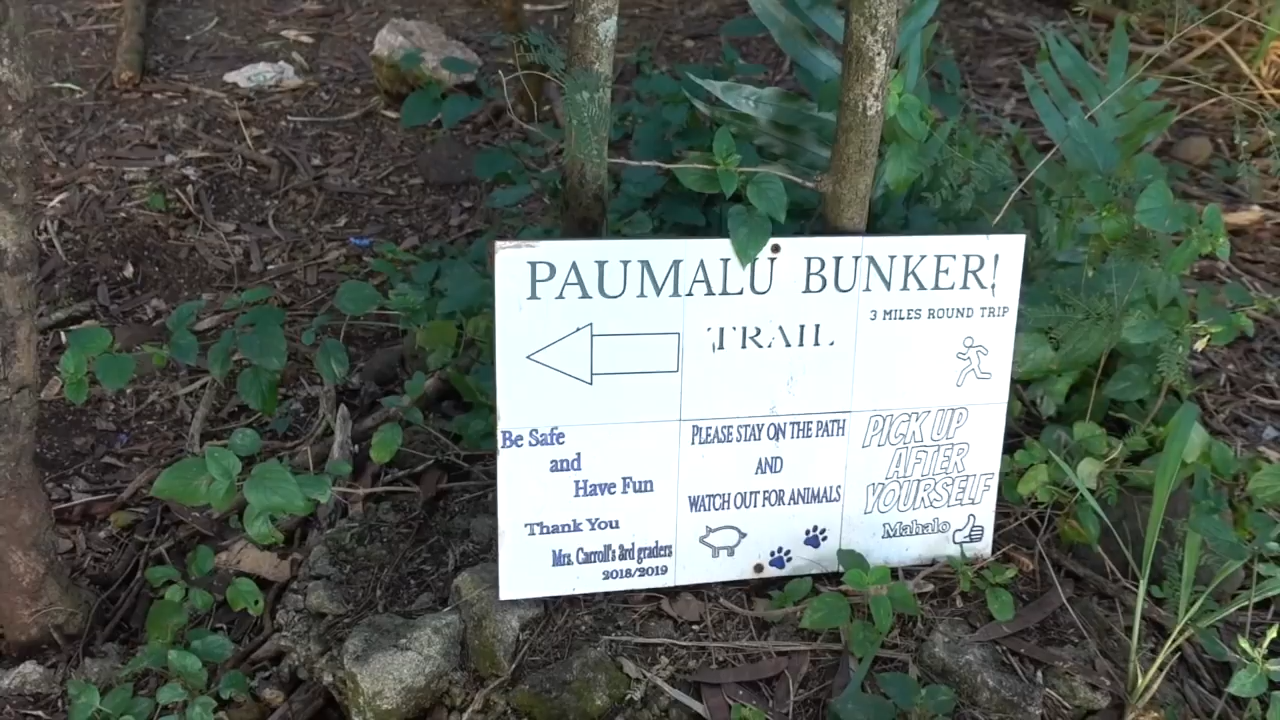 PAUMALU BUNKER!
TRAIL
3 MILES ROUND TRIP
Be Safe
and
Have Fun
Thank You
Mrs. Carroll's 3rd graders
2018/2019
PLEASE STAY ON THE PATH
AND
WATCH OUT FOR ANIMALS
PICK UP
AFTER
YOURSELF
Mahalo